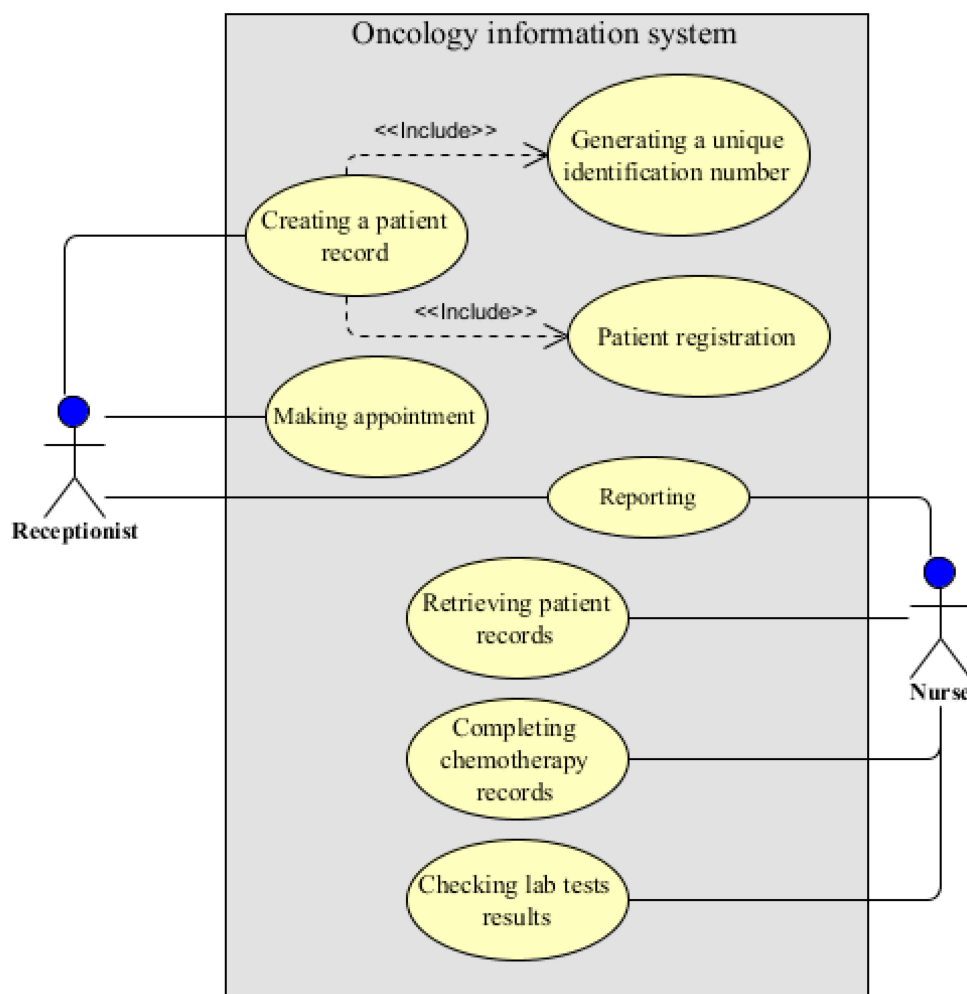 Oncology information system
<<Include>>
Generating a unique
identification number
Creating a patient
record
<<Include>>
Patient registration
Making appointment
Receptionist
Reporting
Retrieving patient
records
Nurse
Completing
chemotherapy
records
Checking lab tests
results